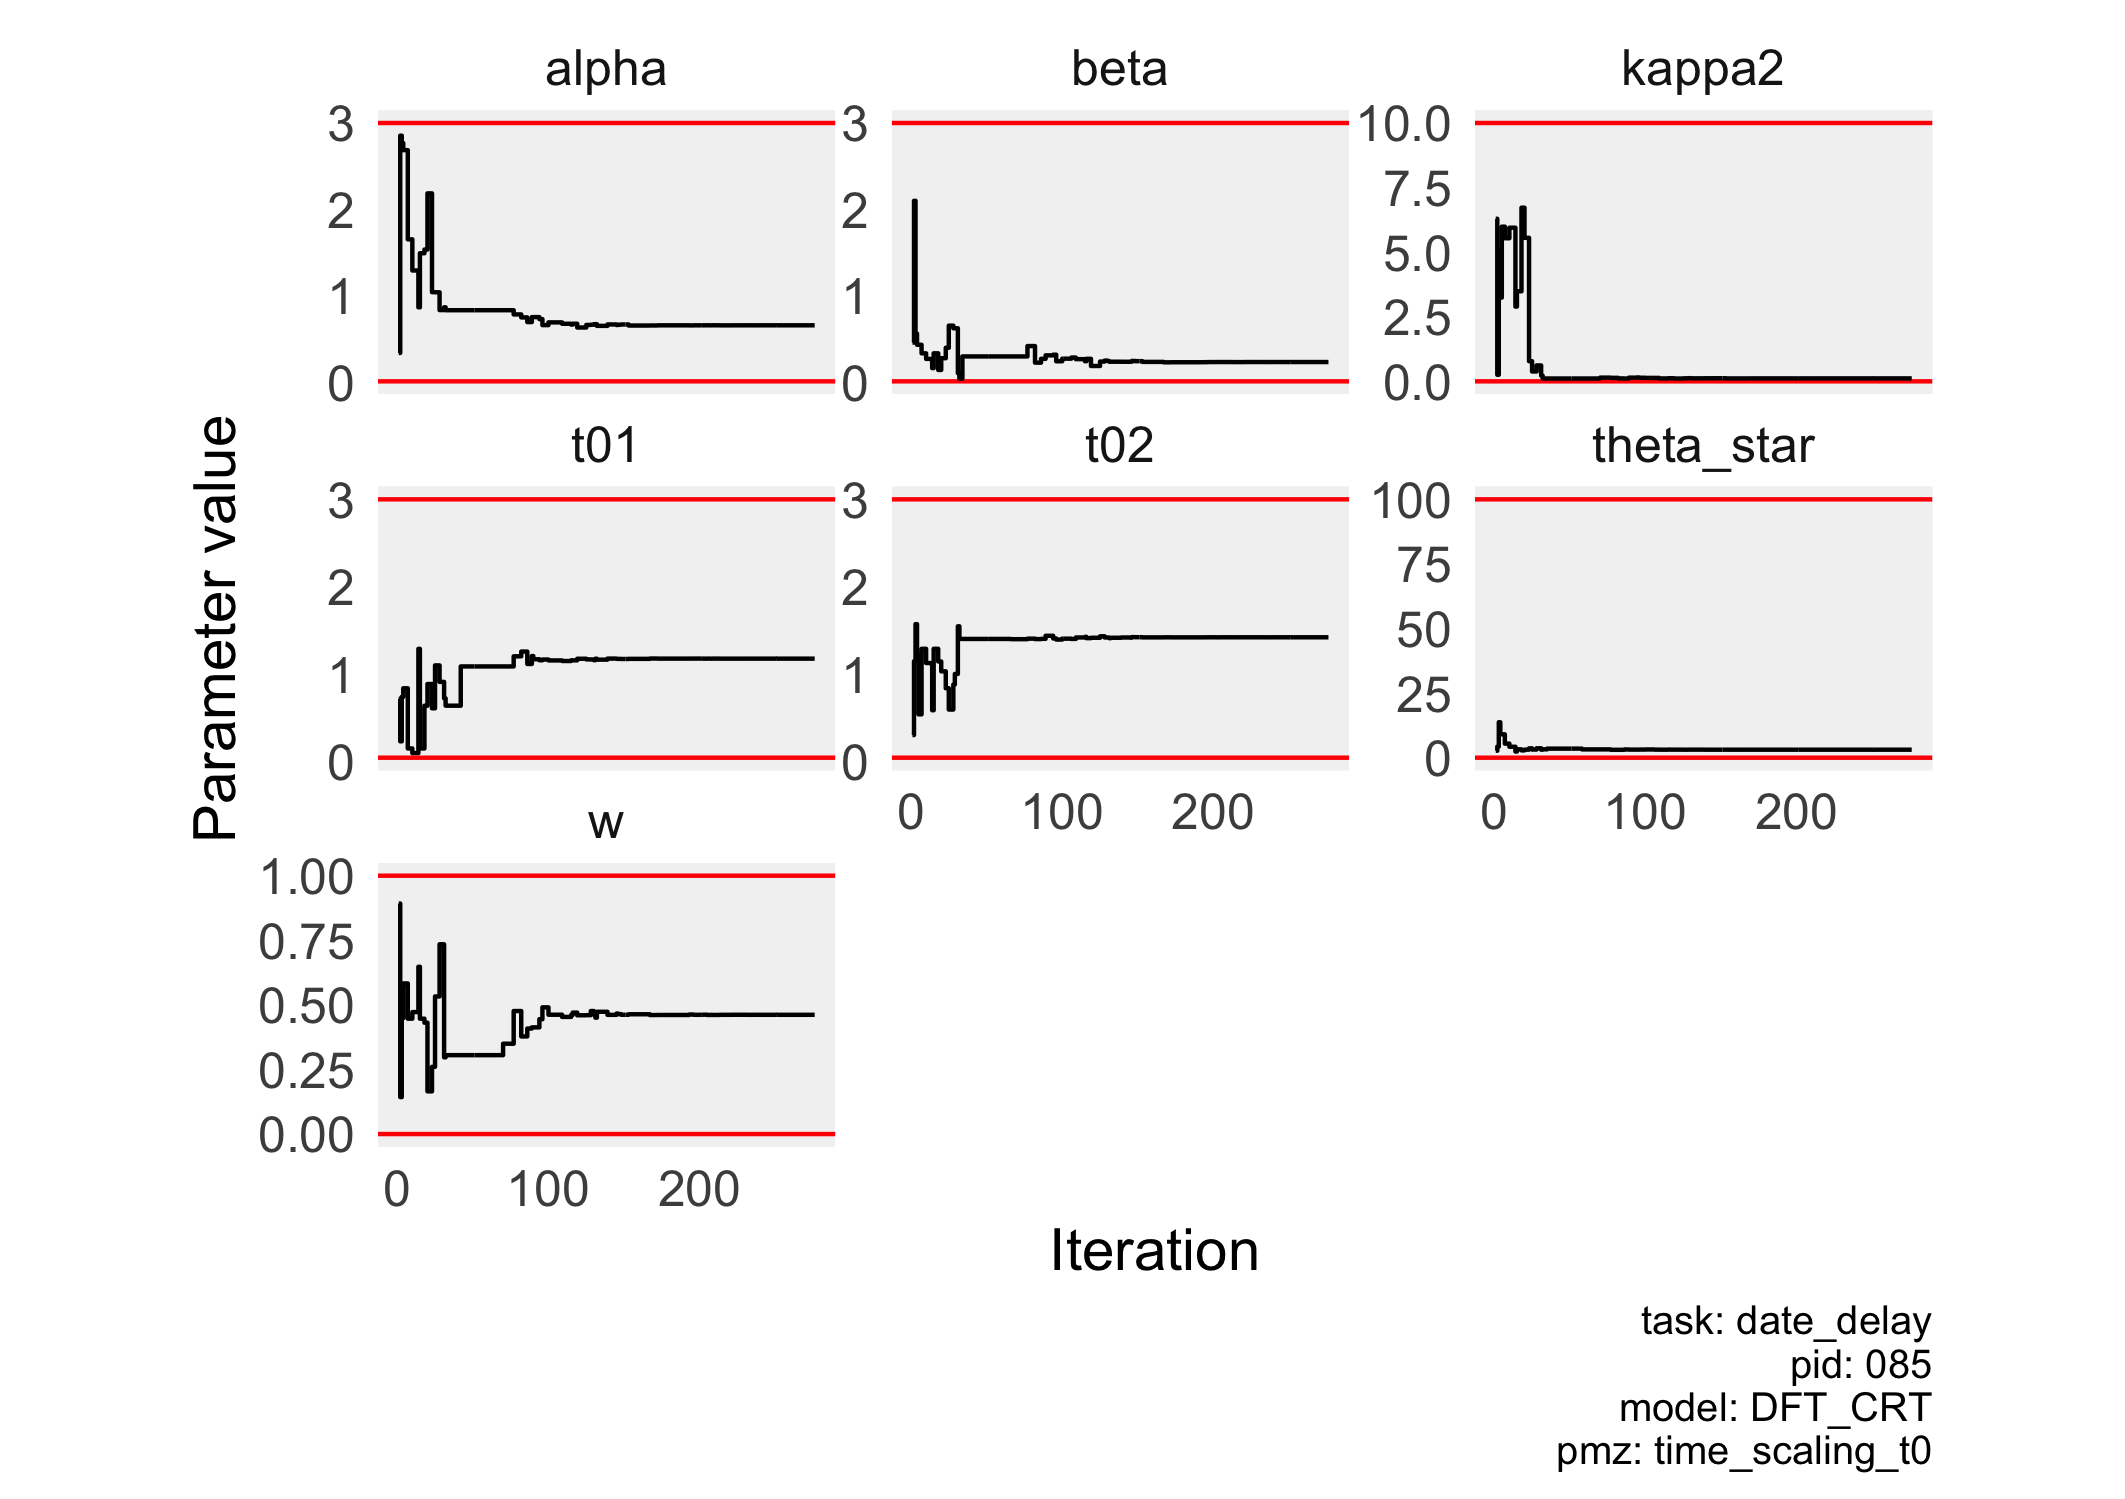 alpha beta kappa2
3 3 10.0
2 2 7.5
1 1 5.0
0 0 2.5
0.0
t01 t02 theta_star
3 3 100
2 2 75
1 1 50
0 0 25
0
0 100 200 0 100 200
w
1.00
0.75
0.50
0.25
0.00
0 100 200
Parameter value
Iteration
task: date_delay
pid: 085
model: DFT_CRT
pmz: time_scaling_t0